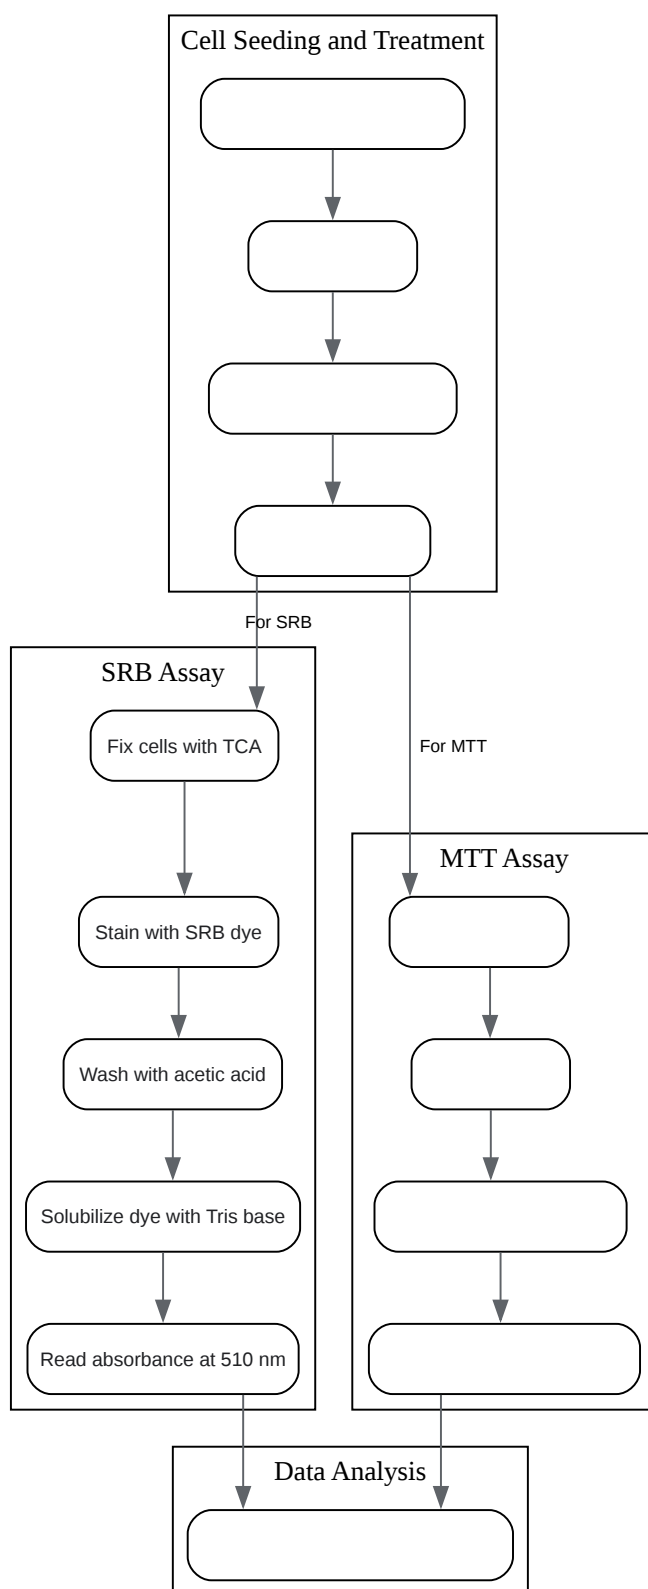 Cell Seeding and Treatment
For SRB
SRB Assay
Fix cells with TCA
For MTT
MTT Assay
Stain with SRB dye
Wash with acetic acid
Solubilize dye with Tris base
Read absorbance at 510 nm
Data Analysis